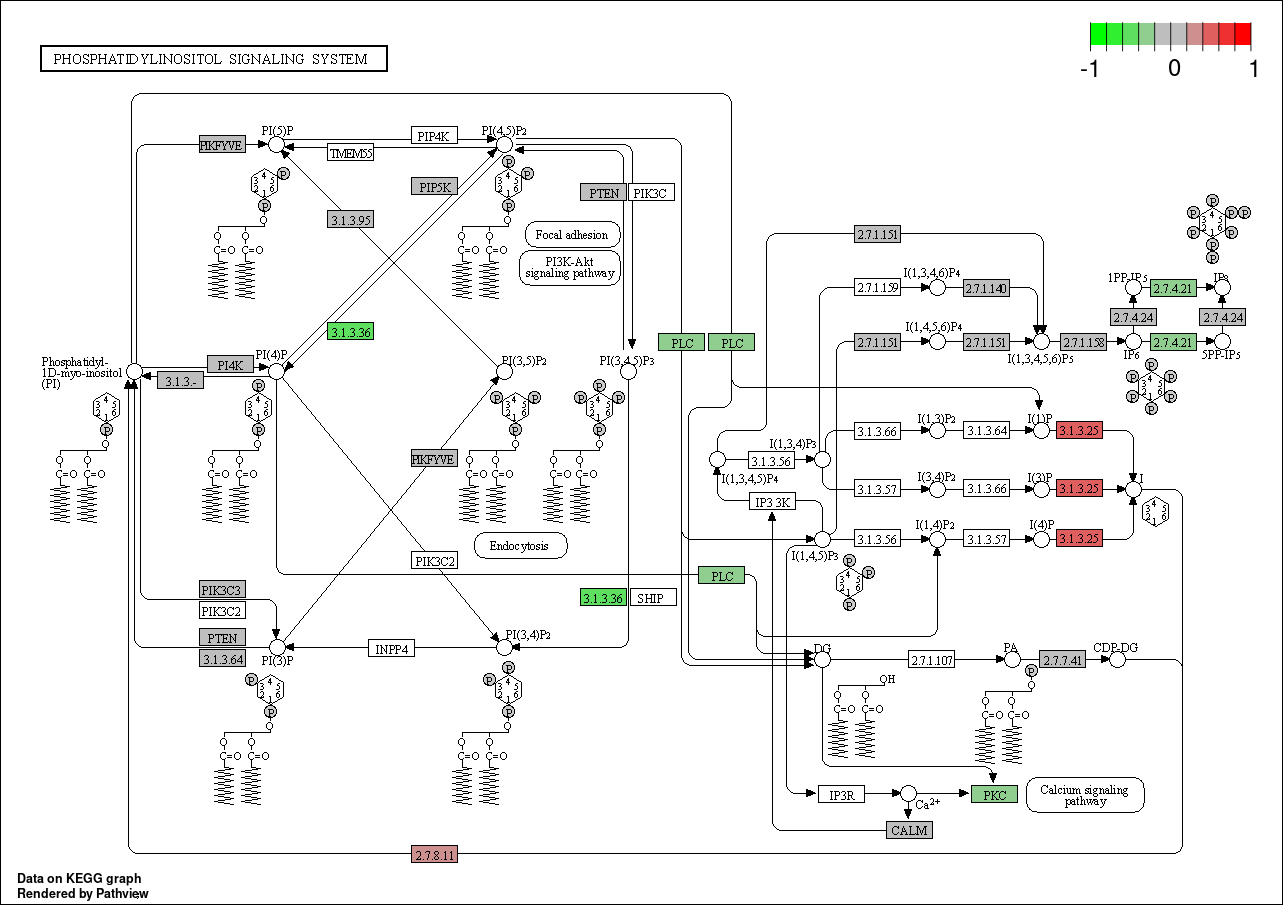 PHOSPHATIDYLINOSITOL SIGNALING SYSTEM
-1 0 1
PI(5)P
PIP4K
PI(4,5)P2
PIKFYVE
TMEM55
PIP5K
PTEN
PIK3C
3.1.3.95
Focal adhesion
PI3K-Akt
signaling pathway
3.1.3.36
Phosphatidyl-
1D-myo-inositol
(PI)
PI4K
PI(4)P
3.1.3.-
PI(3,5)P2
PI(3,4,5)P3
PLC
PLC
2.7.1.151
I(1,3,4,6)P4
2.7.1.159
2.7.1.140
I(1,4,5,6)P4
2.7.1.151
2.7.1.151
I(1,3,4,5,6)P5
2.7.1.158
1PP-IP5
2.7.4.21
IP8
2.7.4.24
2.7.4.24
IP6
2.7.4.21
5PP-IP5
I(1,3)P2
I(1)P
3.1.3.66
3.1.3.64
3.1.3.25
I(1,3,4)P3
3.1.3.56
I(1,3,4,5)P4
I(3,4)P2
I(3)P
I
3.1.3.57
3.1.3.66
3.1.3.25
IP3 3K
I(1,4)P2
I(4)P
3.1.3.56
3.1.3.57
3.1.3.25
I(1,4,5)P3
PIKFYVE
Endocytosis
PIK3C2
PLC
PIK3C3
PIK3C2
3.1.3.36
SHIP
PTEN
3.1.3.64
PI(3)P
INPP4
PI(3,4)P2
DG
2.7.1.107
PA
2.7.7.41
CDP-DG
OH
IP3R
Ca2+
PKC
Calcium signaling
pathway
CALM
2.7.8.11
Data on KEGG graph
Rendered by Pathview